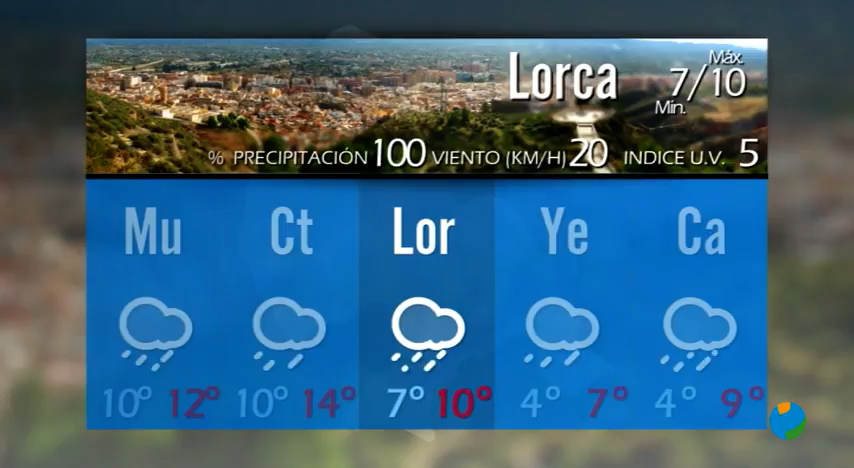 Lorca
Máx.
7/10
Mín.
% PRECIPITACIÓN 100 VIENTO (KM/H) 20 INDICE U.V. 5
Mu Ct Lor Ye Ca
10° 12° 10° 14° 7° 10° 4° 7° 4° 9°